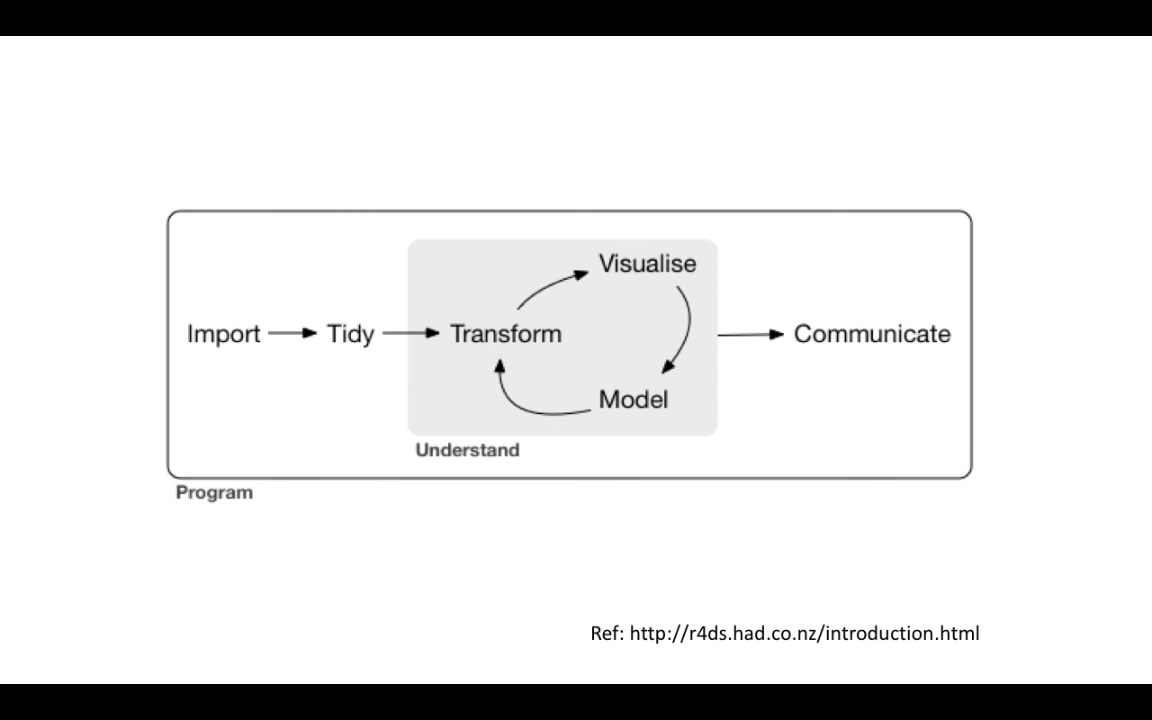 Visualise
Import
Tidy
Transform
Communicate
Model
Understand
Program
Ref: http://r4ds.had.co.nz/introduction.html